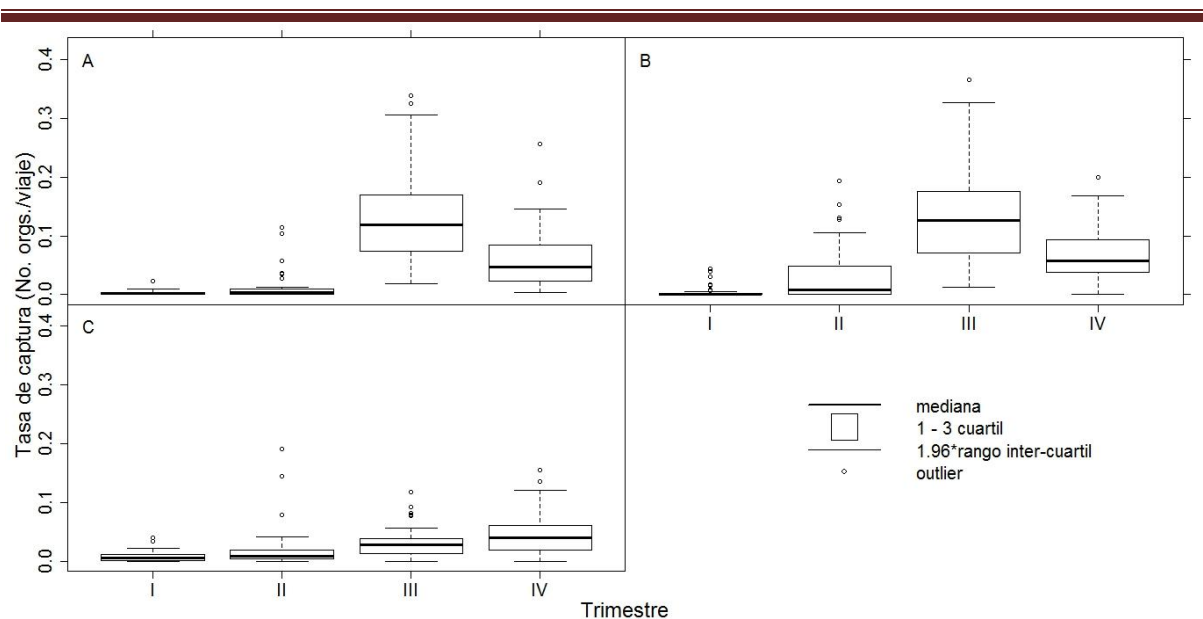 A
B
0.4
0.3
0.2
0.1
0.0
I
II
III
IV
C
0.4
0.3
0.2
0.1
0.0
I
II
III
IV
Tasa de captura (No. orgs./viaje)
Trimestre
mediana
1 - 3 cuartil
1.96*rango inter-cuartil
outlier